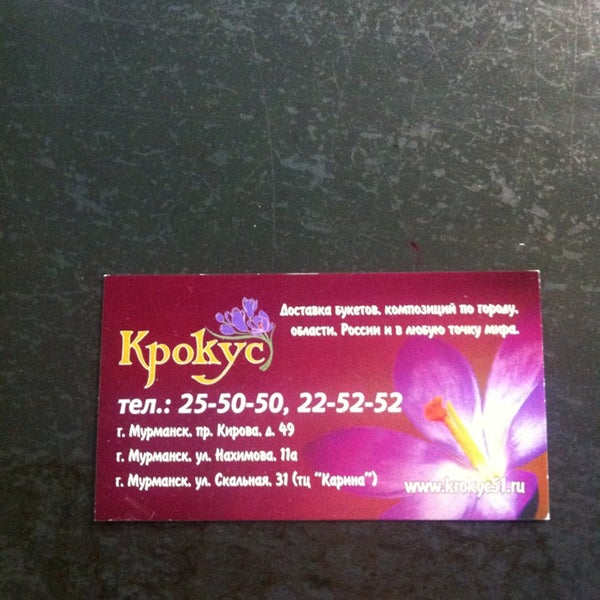 Крокус
Доставка букетов, композиций по городу,
области, России и в любую точку мира.
тел.: 25-50-50, 22-52-52
г. Мурманск, пр. Кирова, д. 49
г. Мурманск, ул. Нахимова, 11а
г. Мурманск, ул. Скальная, 31 (тц "Карина")
www.krokyc51.ru